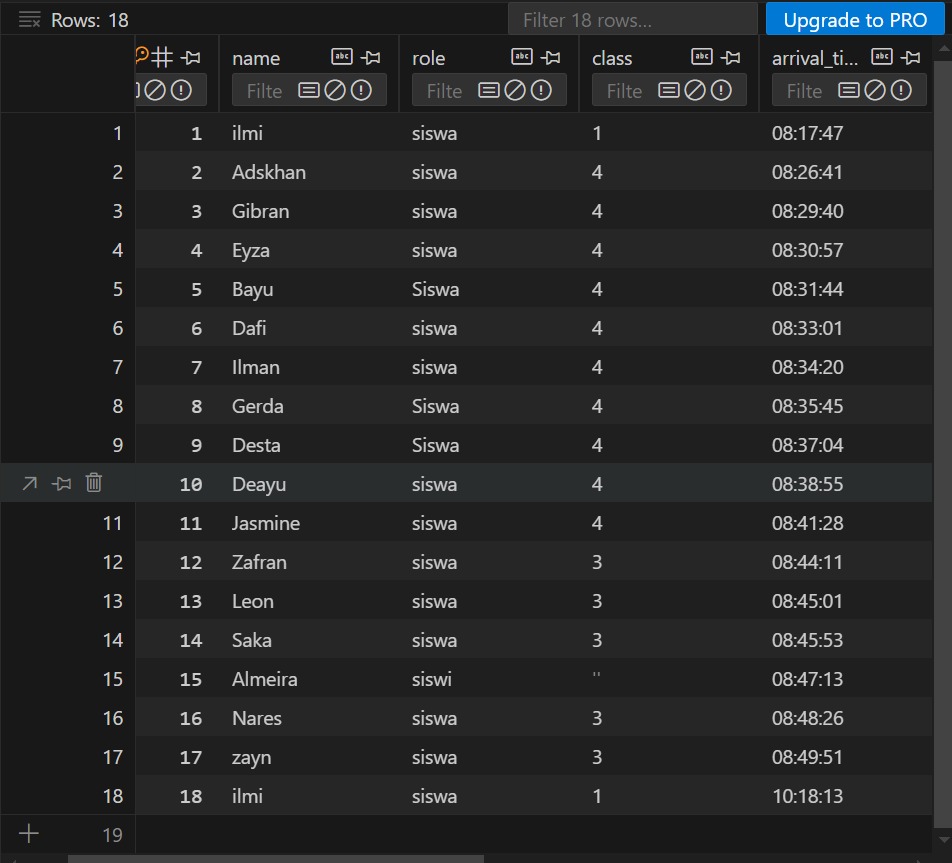 Rows: 18 Filter 18 rows... Upgrade to PRO
name role class arrival_ti...
Filte Filte Filte Filte
1 1 ilmi siswa 1 08:17:47
2 2 Adskhan siswa 4 08:26:41
3 3 Gibran siswa 4 08:29:40
4 4 Eyza siswa 4 08:30:57
5 5 Bayu Siswa 4 08:31:44
6 6 Dafi siswa 4 08:33:01
7 7 Ilman siswa 4 08:34:20
8 8 Gerda Siswa 4 08:35:45
9 9 Desta Siswa 4 08:37:04
10 Deayu siswa 4 08:38:55
11 11 Jasmine siswa 4 08:41:28
12 12 Zafran siswa 3 08:44:11
13 13 Leon siswa 3 08:45:01
14 14 Saka siswa 3 08:45:53
15 15 Almeira siswi '' 08:47:13
16 16 Nares siswa 3 08:48:26
17 17 zayn siswa 3 08:49:51
18 18 ilmi siswa 1 10:18:13
19